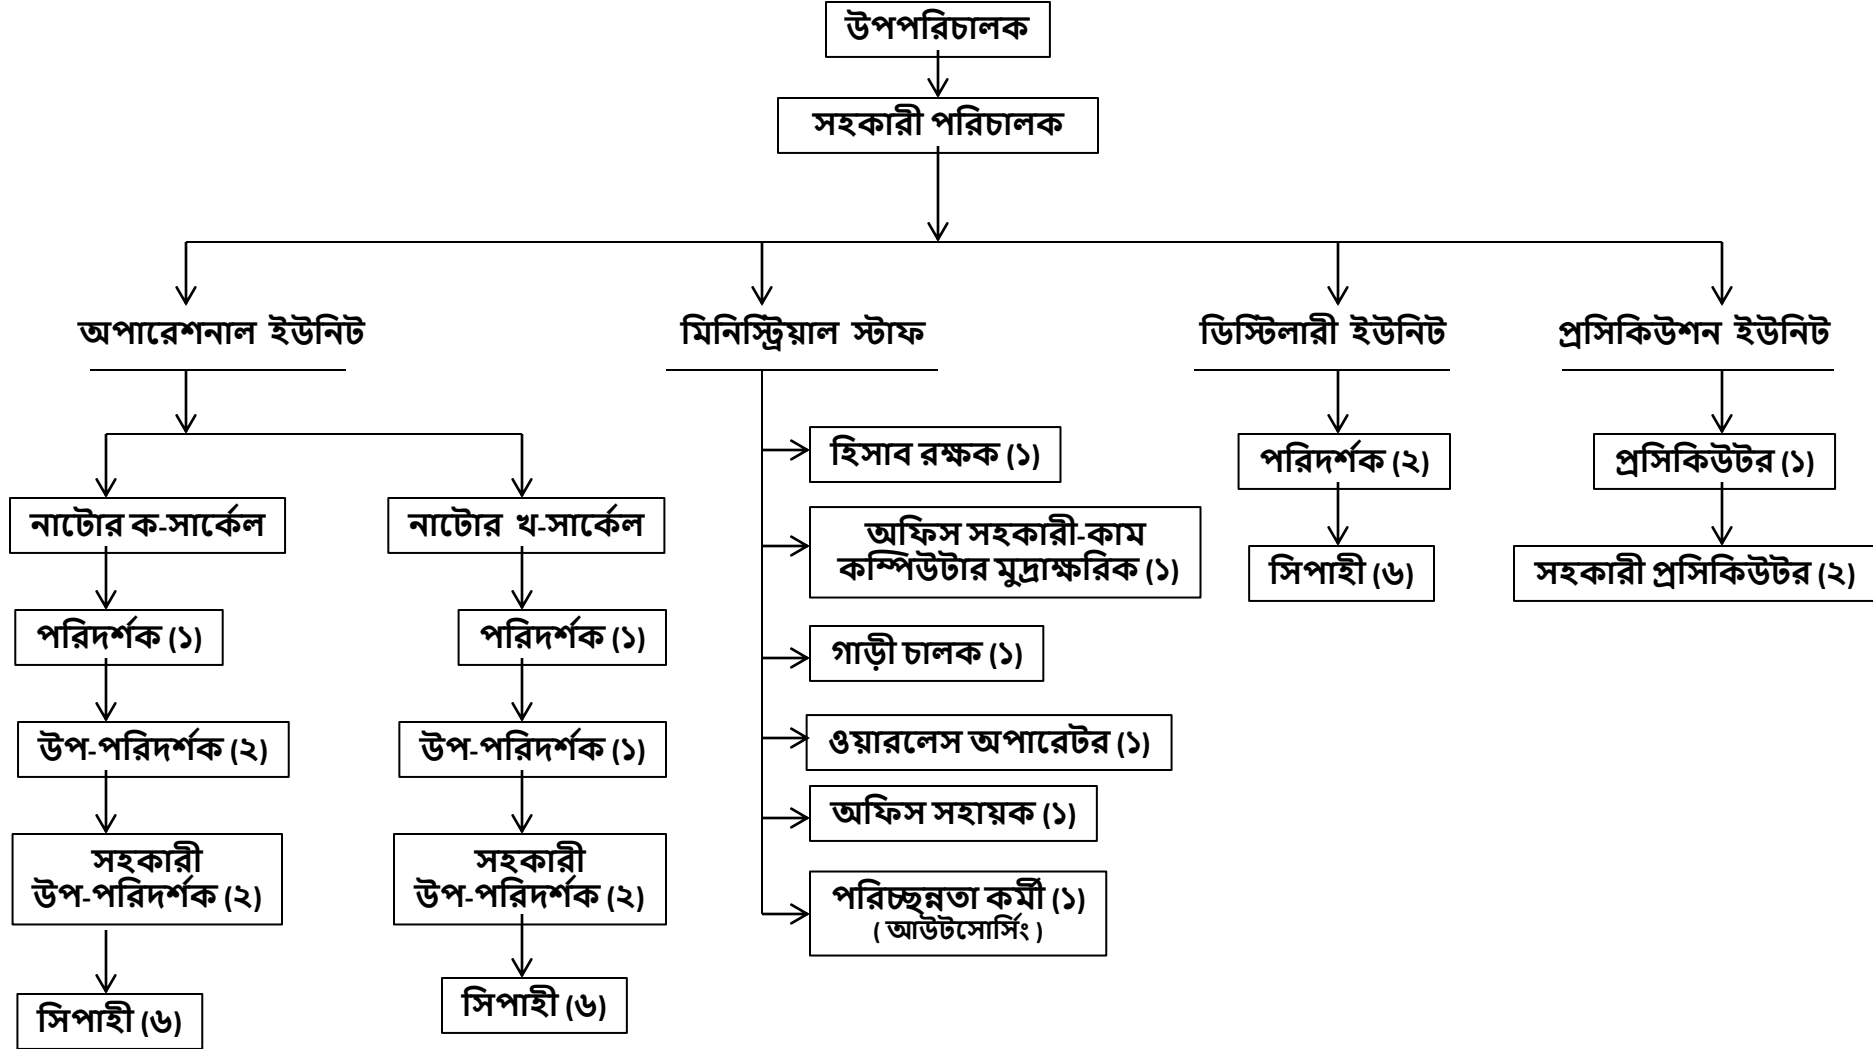 উপপরিচালক
সহকারী পরিচালক
অপারেশনাল ইউনিট
নাটোর ক-সার্কেল
পরিদর্শক (১)
উপ-পরিদর্শক (২)
সহকারী
উপ-পরিদর্শক (২)
সিপাহী (৬)
নাটোর খ-সার্কেল
পরিদর্শক (১)
উপ-পরিদর্শক (১)
সহকারী
উপ-পরিদর্শক (২)
সিপাহী (৬)
মিনিস্ট্রিয়াল স্টাফ
হিসাব রক্ষক (১)
অফিস সহকারী-কাম
কম্পিউটার মুদ্রাক্ষরিক (১)
গাড়ী চালক (১)
ওয়ারলেস অপারেটর (১)
অফিস সহায়ক (১)
পরিচ্ছন্নতা কর্মী (১)
( আউটসোর্সিং )
ডিস্টিলারী ইউনিট
পরিদর্শক (২)
সিপাহী (৬)
প্রসিকিউশন ইউনিট
প্রসিকিউটর (১)
সহকারী প্রসিকিউটর (২)